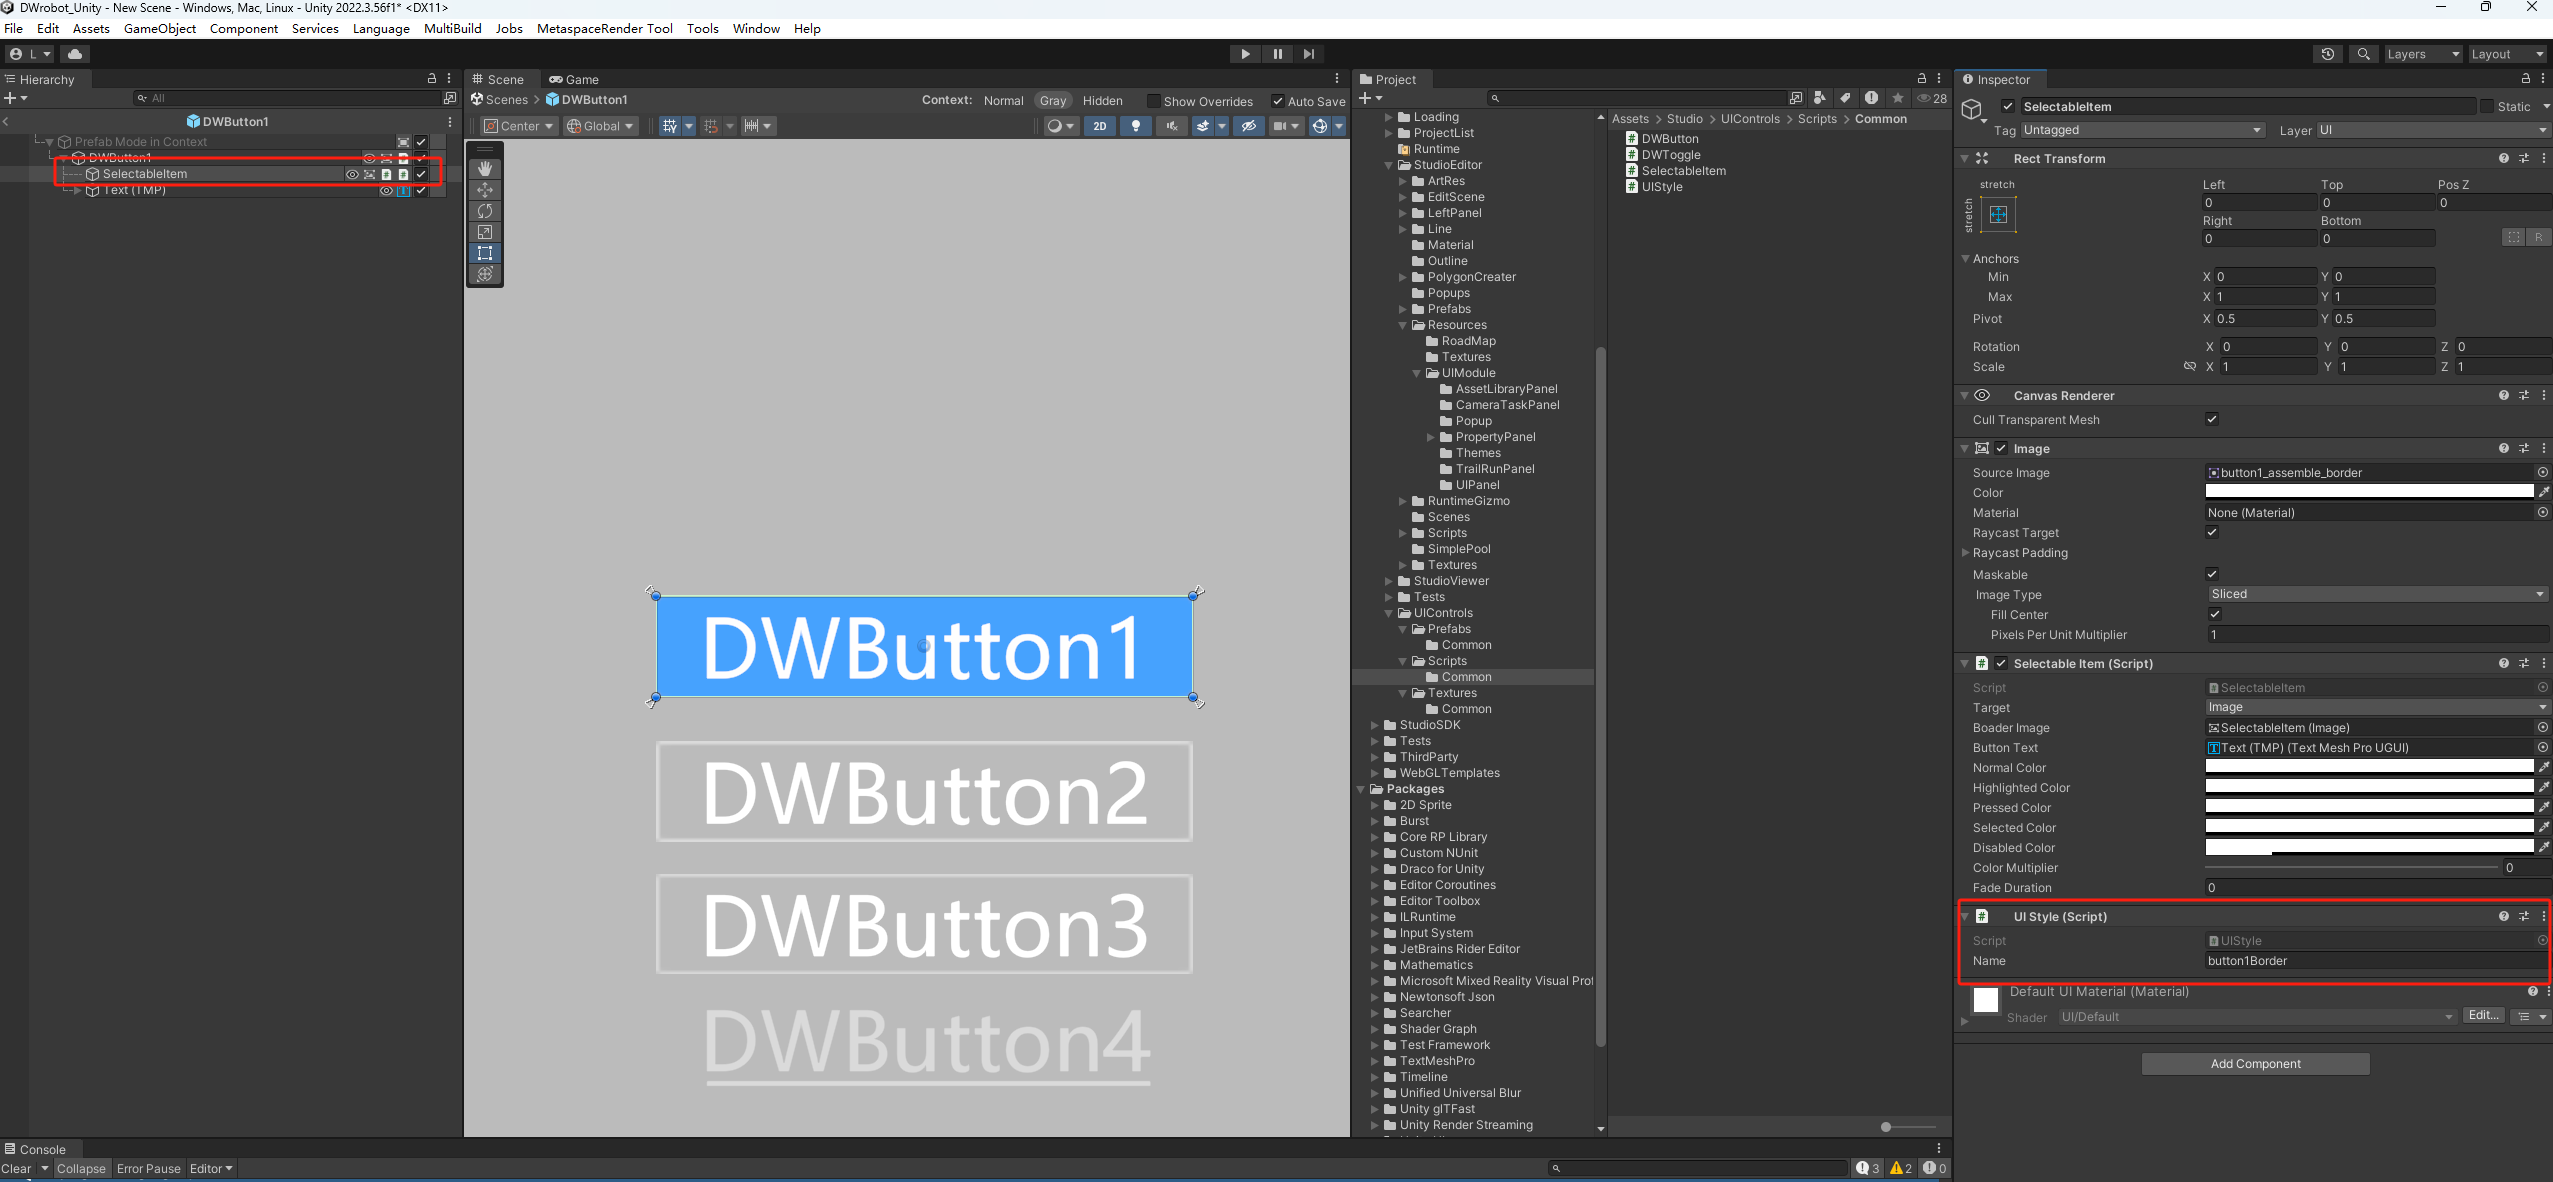 DWrobot_Unity - New Scene - Windows, Mac, Linux - Unity 2022.3.56f1* <DX11>
File Edit Assets GameObject Component Services Language MultiBuild Jobs MetaspaceRender Tool Tools Window Help
L
Layers
Layout
Hierarchy
All
DWButton1
Prefab Mode in Context
DWButton1
SelectableItem
Text (TMP)
Scene
Game
Scenes
DWButton1
Context: Normal Gray Hidden
Show Overrides
Auto Save
Center
Global
2D
DWButton1
DWButton2
DWButton3
DWButton4
Project
28
Loading
ProjectList
Runtime
StudioEditor
ArtRes
EditScene
LeftPanel
Line
Material
Outline
PolygonCreater
Popups
Prefabs
Resources
RoadMap
Textures
UIModule
AssetLibraryPanel
CameraTaskPanel
Popup
PropertyPanel
Themes
TrailRunPanel
UIPanel
RuntimeGizmo
Scenes
Scripts
SimplePool
Textures
StudioViewer
Tests
UIControls
Prefabs
Common
Scripts
Common
Textures
Common
StudioSDK
Tests
ThirdParty
WebGLTemplates
Packages
2D Sprite
Burst
Core RP Library
Custom NUnit
Draco for Unity
Editor Coroutines
Editor Toolbox
ILRuntime
Input System
JetBrains Rider Editor
Mathematics
Microsoft Mixed Reality Visual Prof
Newtonsoft Json
Searcher
Shader Graph
Test Framework
TextMeshPro
Timeline
Unified Universal Blur
Unity glTFast
Unity Render Streaming
Assets > Studio > UIControls > Scripts > Common
DWButton
DWToggle
SelectableItem
UIStyle
Inspector
SelectableItem
Static
Tag Untagged
Layer UI
Rect Transform
stretch
stretch
Left Top Pos Z
0 0 0
Right Bottom
0 0
R
Anchors
Min X 0 Y 0
Max X 1 Y 1
Pivot X 0.5 Y 0.5
Rotation X 0 Y 0 Z 0
Scale X 1 Y 1 Z 1
Canvas Renderer
Cull Transparent Mesh
Image
Source Image button1_assemble_border
Color
Material None (Material)
Raycast Target
Raycast Padding
Maskable
Image Type Sliced
Fill Center
Pixels Per Unit Multiplier 1
Selectable Item (Script)
Script SelectableItem
Target Image
Boader Image SelectableItem (Image)
Button Text Text (TMP) (Text Mesh Pro UGUI)
Normal Color
Highlighted Color
Pressed Color
Selected Color
Disabled Color
Color Multiplier 0
Fade Duration 0
UI Style (Script)
Script UIStyle
Name button1Border
Default UI Material (Material)
Shader UI/Default Edit...
Add Component
Console
Clear Collapse Error Pause Editor
3 2 0